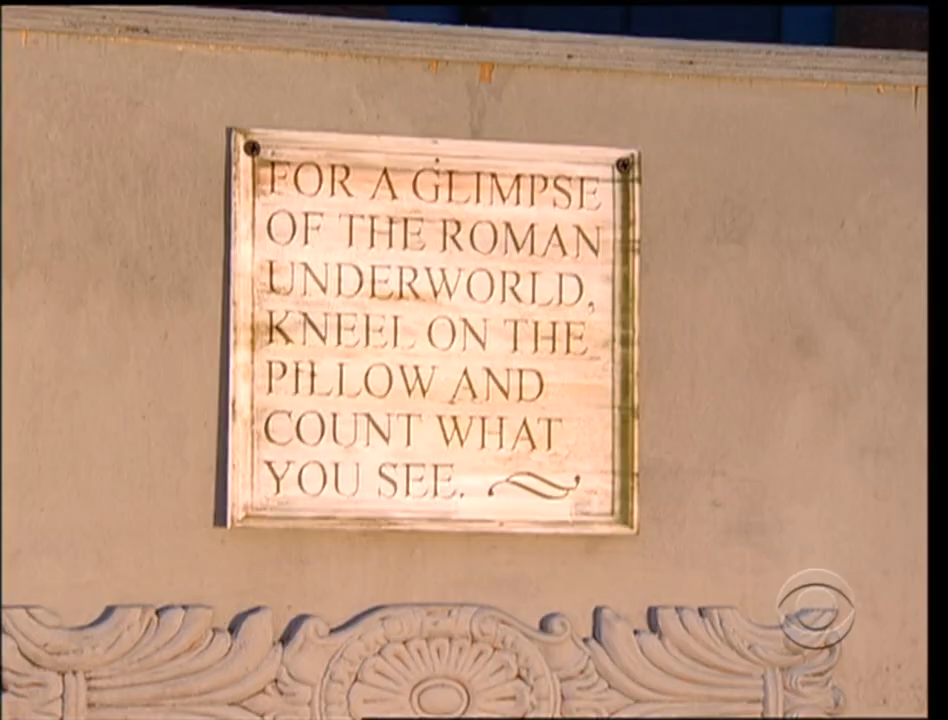 FOR A GLIMPSE
OF THE ROMAN
UNDERWORLD,
KNEEL ON THE
PILLOW AND
COUNT WHAT
YOU SEE.